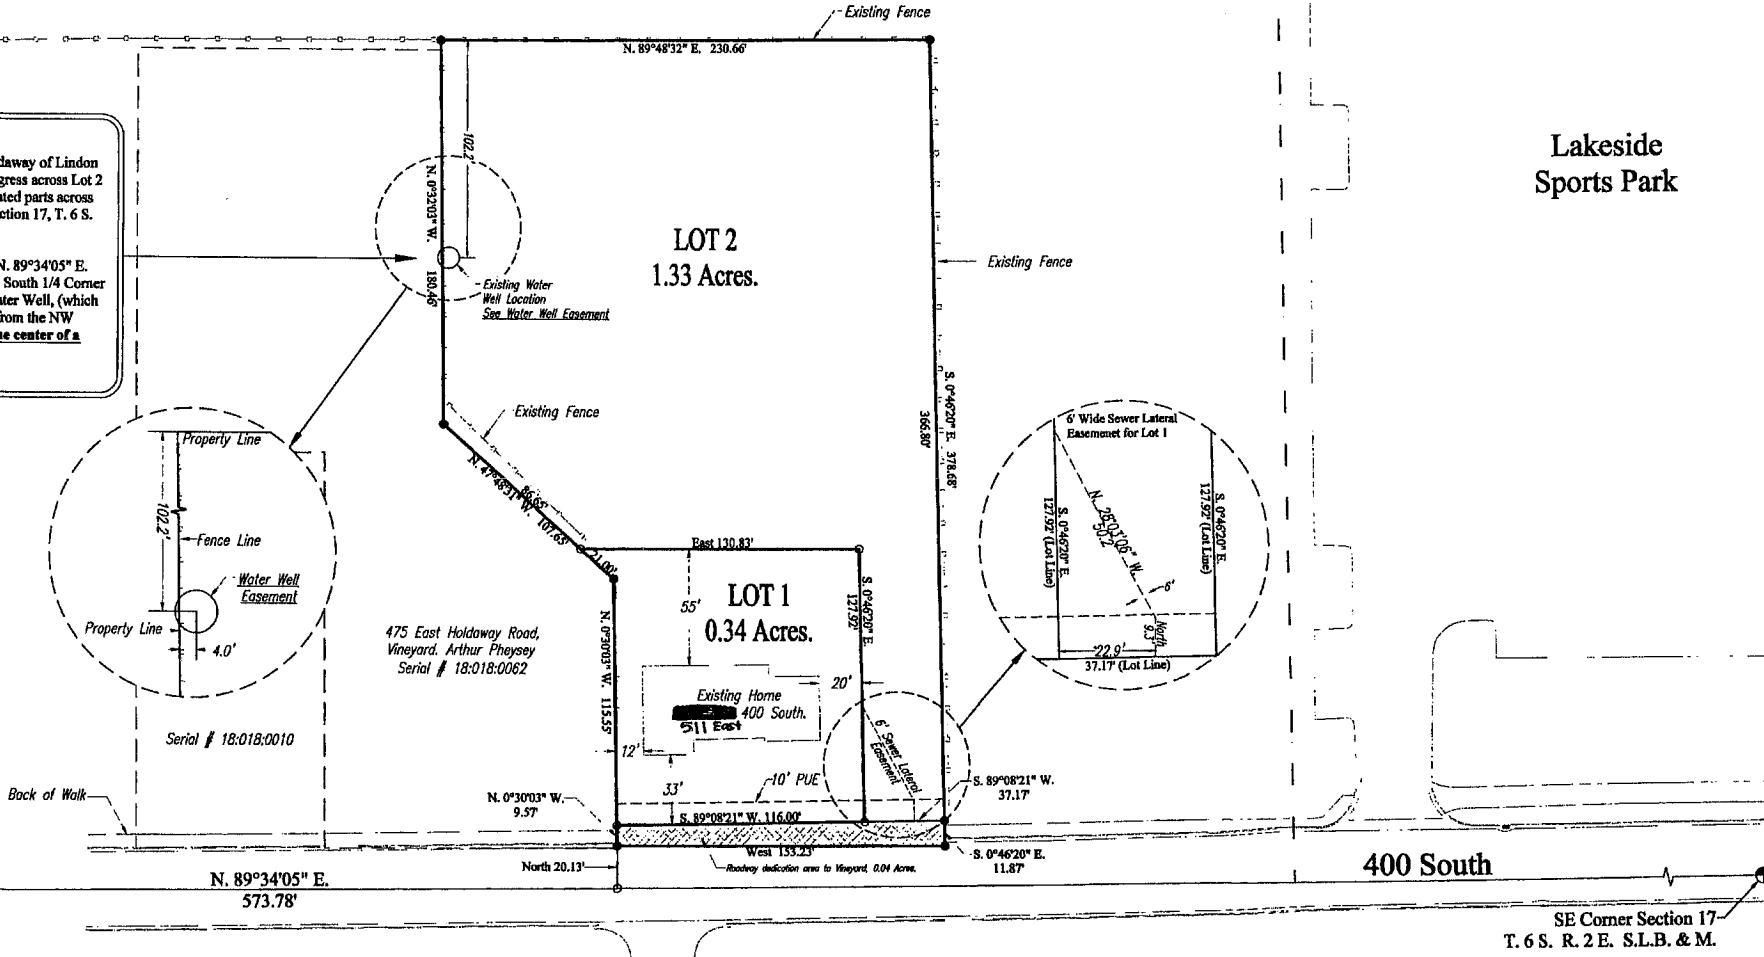 Existing Fence
N. 89°48'32" E. 230.66'
102.2'
N. 0°32'03" W.
180.46'
LOT 2
1.33 Acres.
Lakeside
Sports Park
daway of Lindon
gress across Lot 2
ated parts across
ction 17, T. 6 S.
N. 89°34'05" E.
South 1/4 Corner
ter Well, (which
from the NW
e center of a
Existing Water
Well Location
See Water Well Easement
Existing Fence
S. 0°46'20" E. 378.68'
366.80'
Existing Fence
N. 47°48'31" W. 107.65'
86.65'
21.00'
Property Line
102.2'
Fence Line
Water Well
Easement
Property Line
4.0'
6' Wide Sewer Lateral
Easemenet for Lot 1
S. 0°46'20" E.
127.92' (Lot Line)
N. 28°03'06" W.
50.2'
S. 0°46'20" E.
127.92' (Lot Line)
6'
North
9.3'
22.9'
37.17' (Lot Line)
East 130.83'
55'
LOT 1
0.34 Acres.
S. 0°46'20" E.
127.92'
N. 0°30'03" W. 115.55'
475 East Holdaway Road,
Vineyard. Arthur Pheysey
Serial # 18:018:0062
Existing Home
400 South.
511 East
20'
12'
33'
10' PUE
6' Sewer Lateral
Easement
Serial # 18:018:0010
Back of Walk
N. 0°30'03" W.
9.57'
S. 89°08'21" W. 116.00'
S. 89°08'21" W.
37.17'
West 153.23'
Roadway dedication area to Vineyard, 0.04 Acres.
S. 0°46'20" E.
11.87'
North 20.13'
N. 89°34'05" E.
573.78'
400 South
SE Corner Section 17
T. 6 S. R. 2 E. S.L.B. & M.